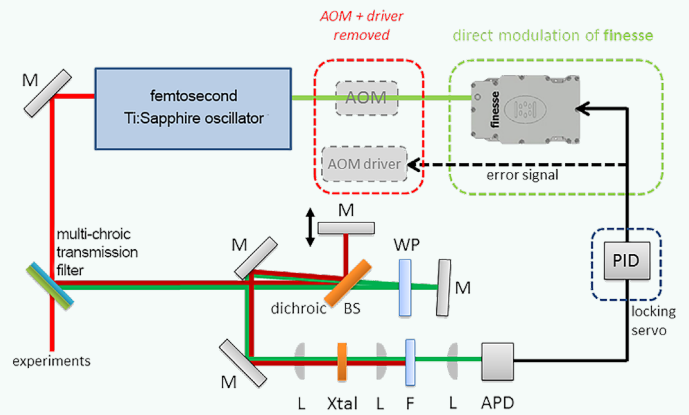 AOM + driver
removed
direct modulation of finesse
M
femtosecond
Ti:Sapphire oscillator
AOM
finesse
AOM driver
error signal
M
multi-chroic
transmission
filter
M
WP
PID
dichroic
BS
M
locking
servo
experiments
M
L
Xtal
L
F
L
APD